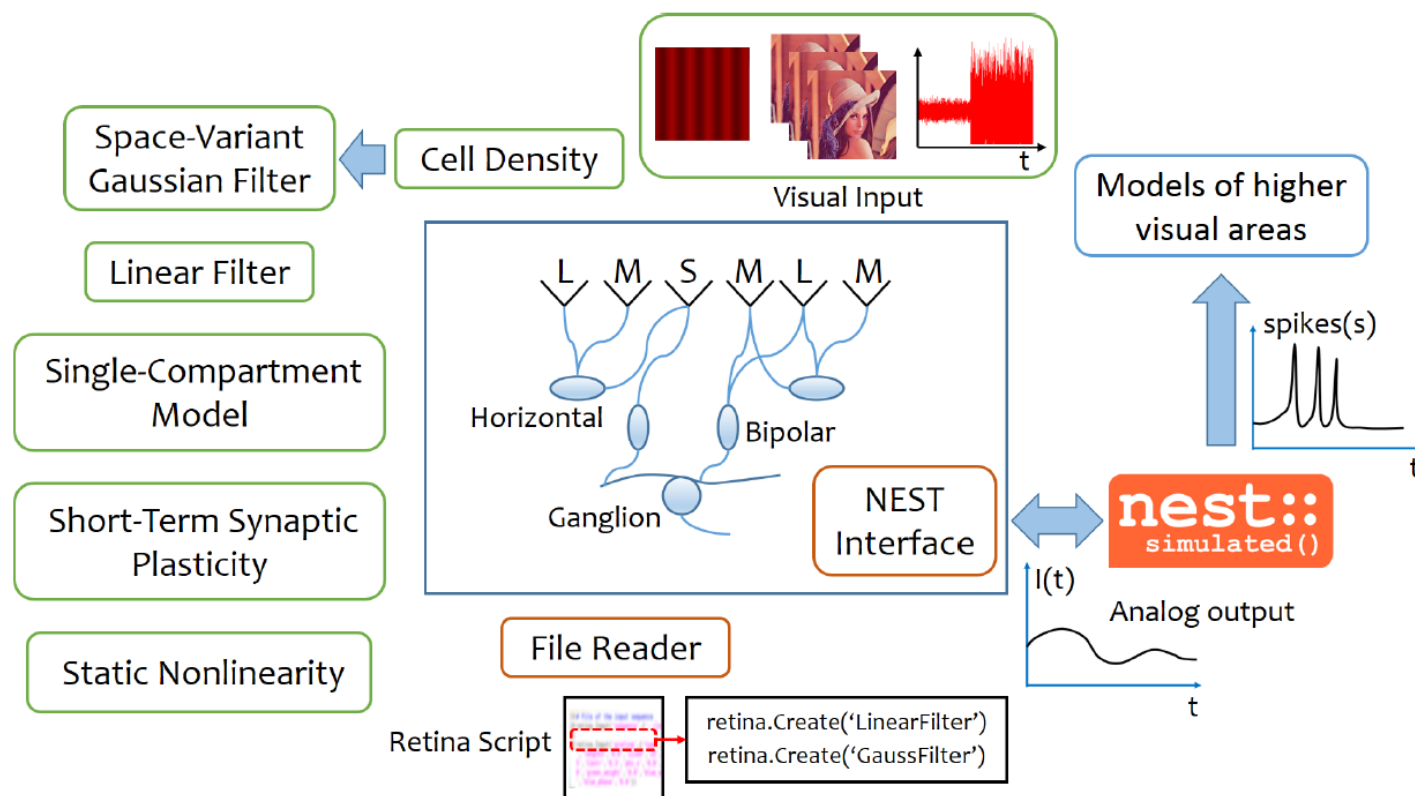 t
Visual Input
Space-Variant
Gaussian Filter
Cell Density
Linear Filter
Single-Compartment
Model
Short-Term Synaptic
Plasticity
Static Nonlinearity
L M S M L M
Horizontal
Bipolar
Ganglion
NEST
Interface
Models of higher
visual areas
spikes(s)
t
nest::
simulated()
I(t)
Analog output
t
File Reader
Retina Script
retina.Create(‘LinearFilter’)
retina.Create(‘GaussFilter’)